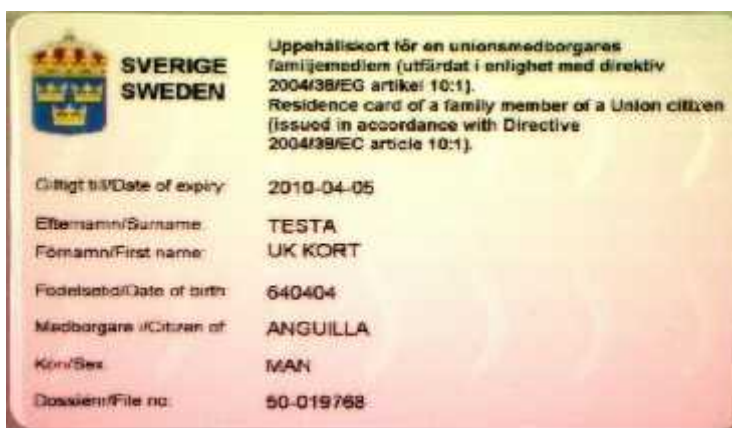 SVERIGE
SWEDEN
Uppehållskort för en unionsmedborgares
familjemedlem (utfärdat i enlighet med direktiv
2004/38/EG artikel 10:1).
Residence card of a family member of a Union citizen
(issued in accordance with Directive
2004/38/EC article 10:1).
Giltigt till/Date of expiry: 2010-04-05
Efternamn/Surname: TESTA
Förnamn/First name: UK KORT
Födelsetid/Date of birth: 640404
Medborgare i/Citizen of: ANGUILLA
Kön/Sex: MAN
Dossiernr/File no: 50-019768